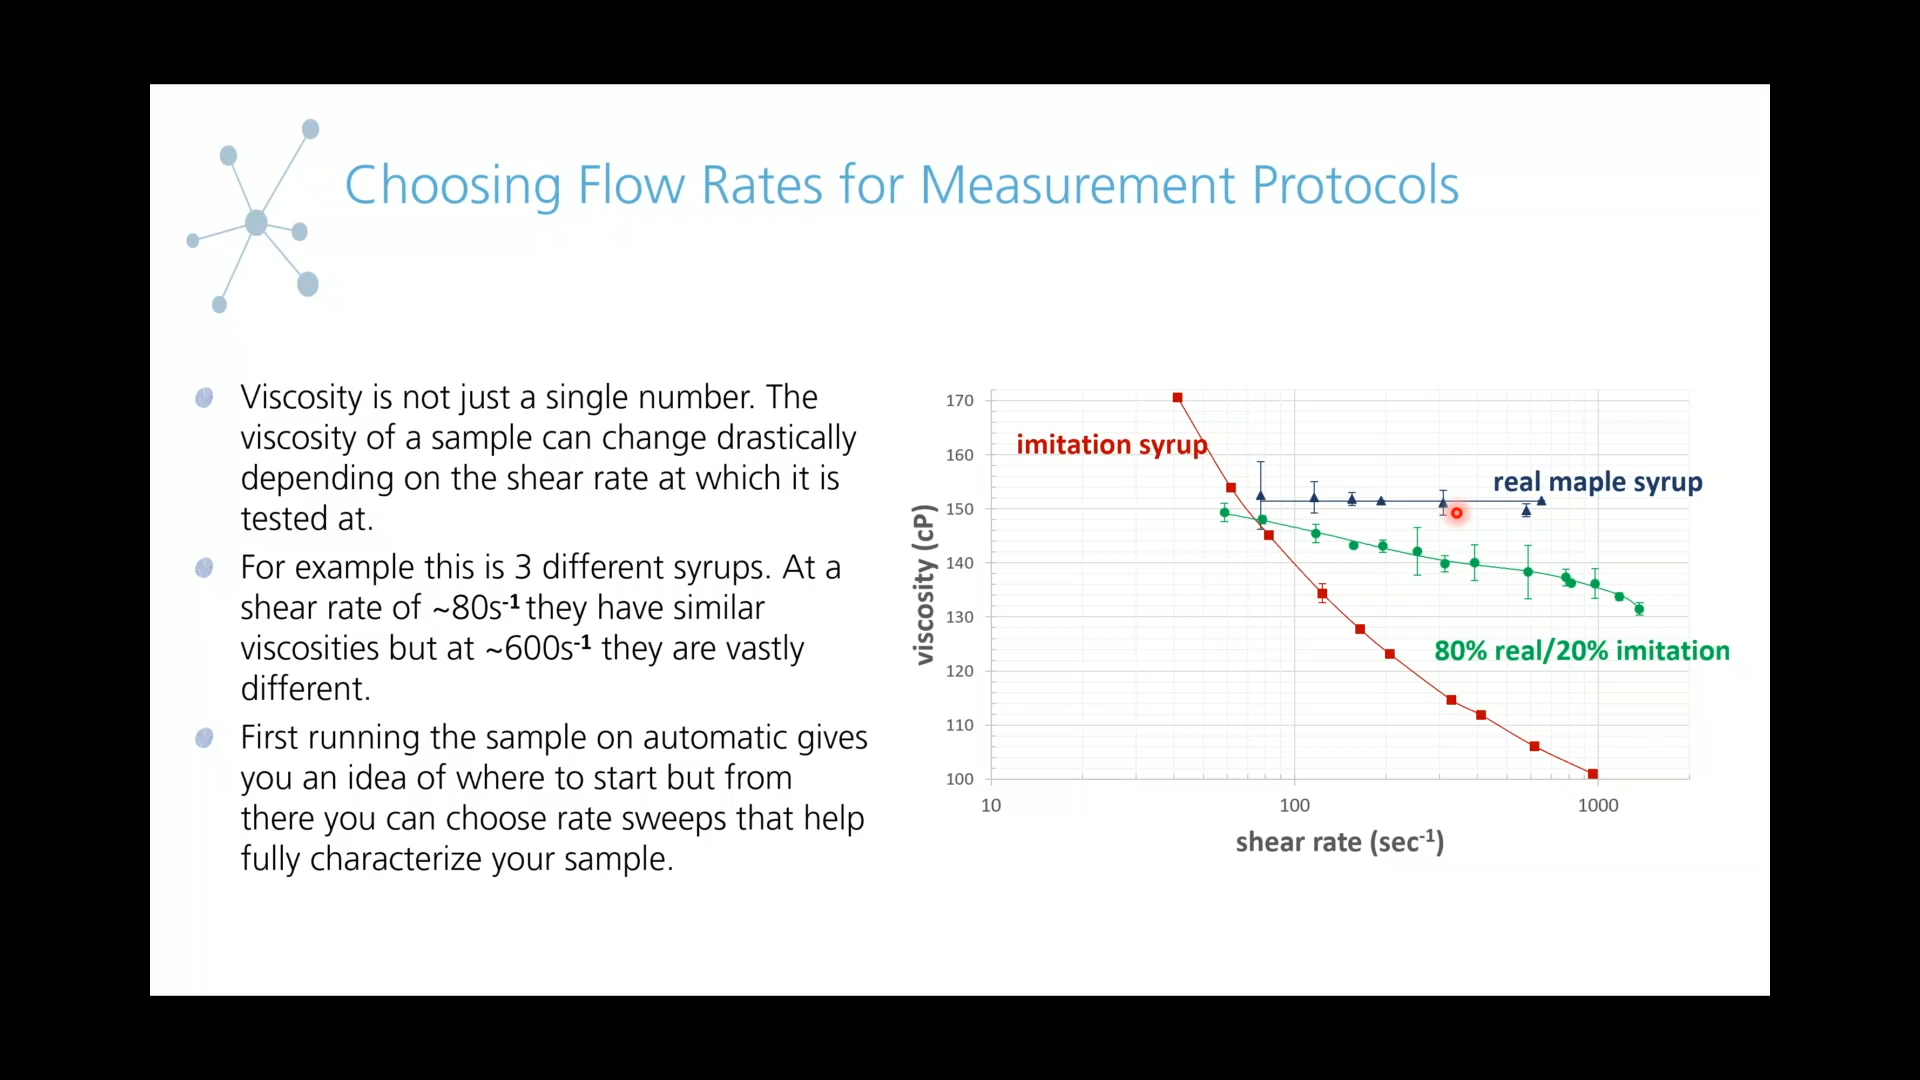 Choosing Flow Rates for Measurement Protocols
Viscosity is not just a single number. The
viscosity of a sample can change drastically
depending on the shear rate at which it is
tested at.
For example this is 3 different syrups. At a
shear rate of ~80s-1 they have similar
viscosities but at ~600s-1 they are vastly
different.
First running the sample on automatic gives
you an idea of where to start but from
there you can choose rate sweeps that help
fully characterize your sample.
viscosity (cP)
170
160
150
140
130
120
110
100
imitation syrup
real maple syrup
80% real/20% imitation
10
100
1000
shear rate (sec-1)